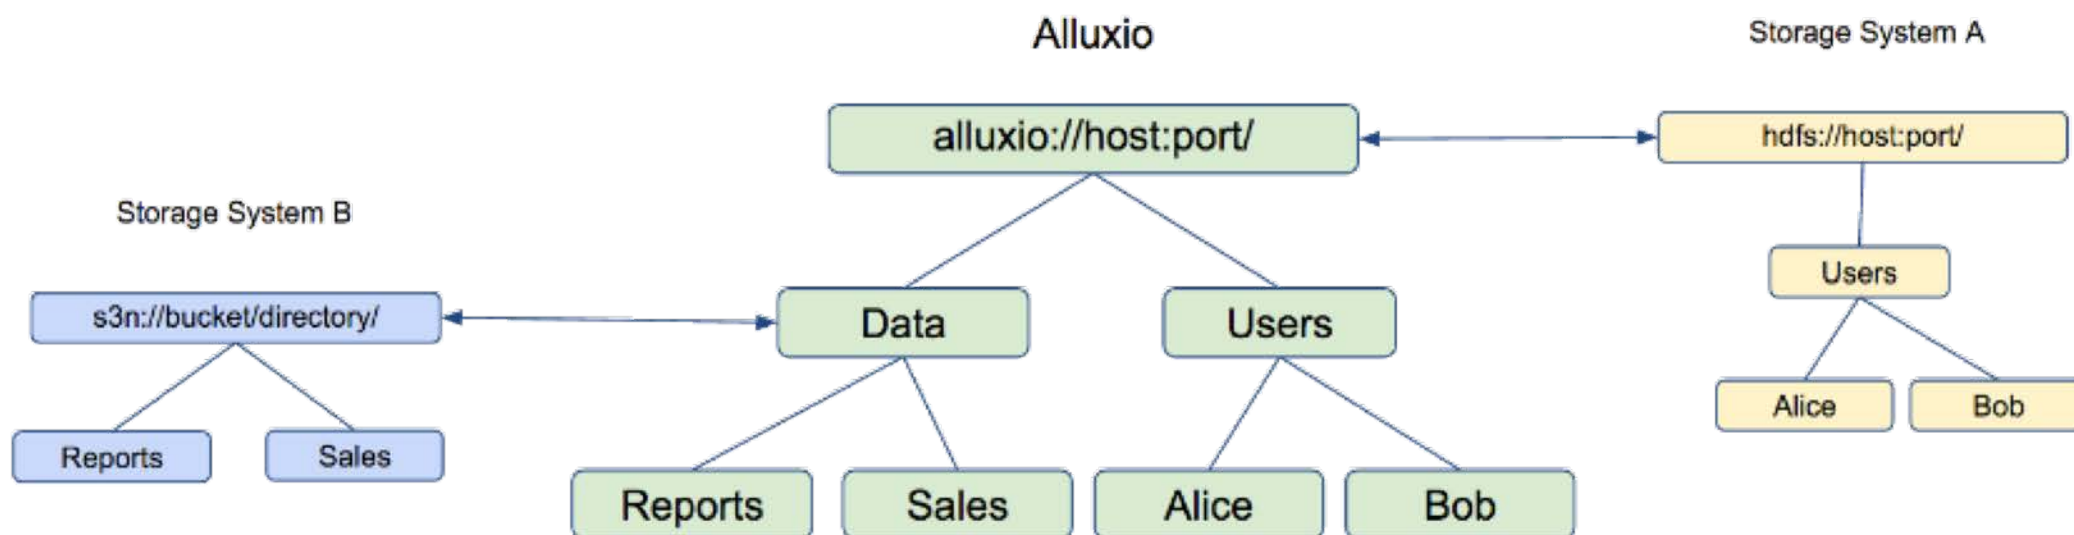 Alluxio
Storage System A
alluxio://host:port/
hdfs://host:port/
Storage System B
Users
s3n://bucket/directory/
Data
Users
Alice
Bob
Reports
Sales
Reports
Sales
Alice
Bob